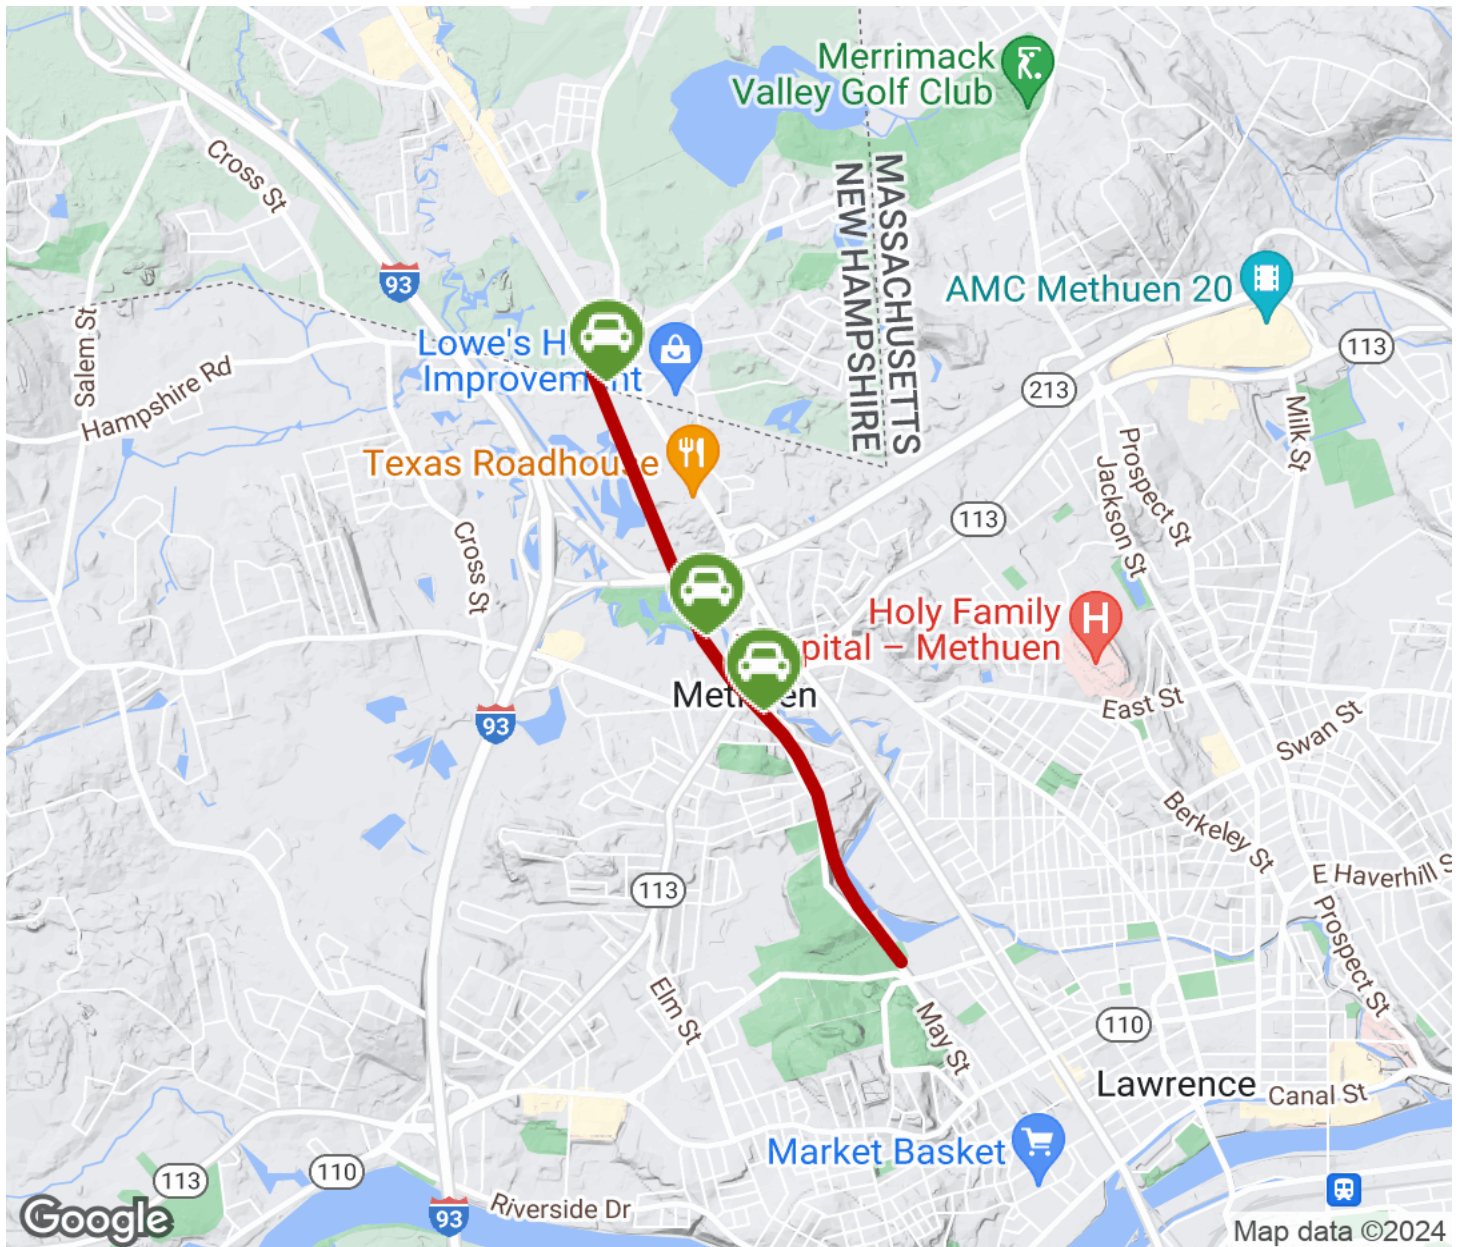 Merrimack
Valley Golf Club
Cross St
MASSACHUSETTS
NEW HAMPSHIRE
93
AMC Methuen 20
Salem St
Lowe's H
Improvem nt
113
Hampshire Rd
213
Milk St
Texas Roadhouse
Prospect St
Jackson St
113
Cross St
Holy Family
H
pital – Methuen
Methuen
East St
93
Swan St
Berkeley St
113
E Haverhill S
Prospect St
Elm St
May St
110
Lawrence
Canal St
Market Basket
113
110
Riverside Dr
93
Google
Map data ©2024